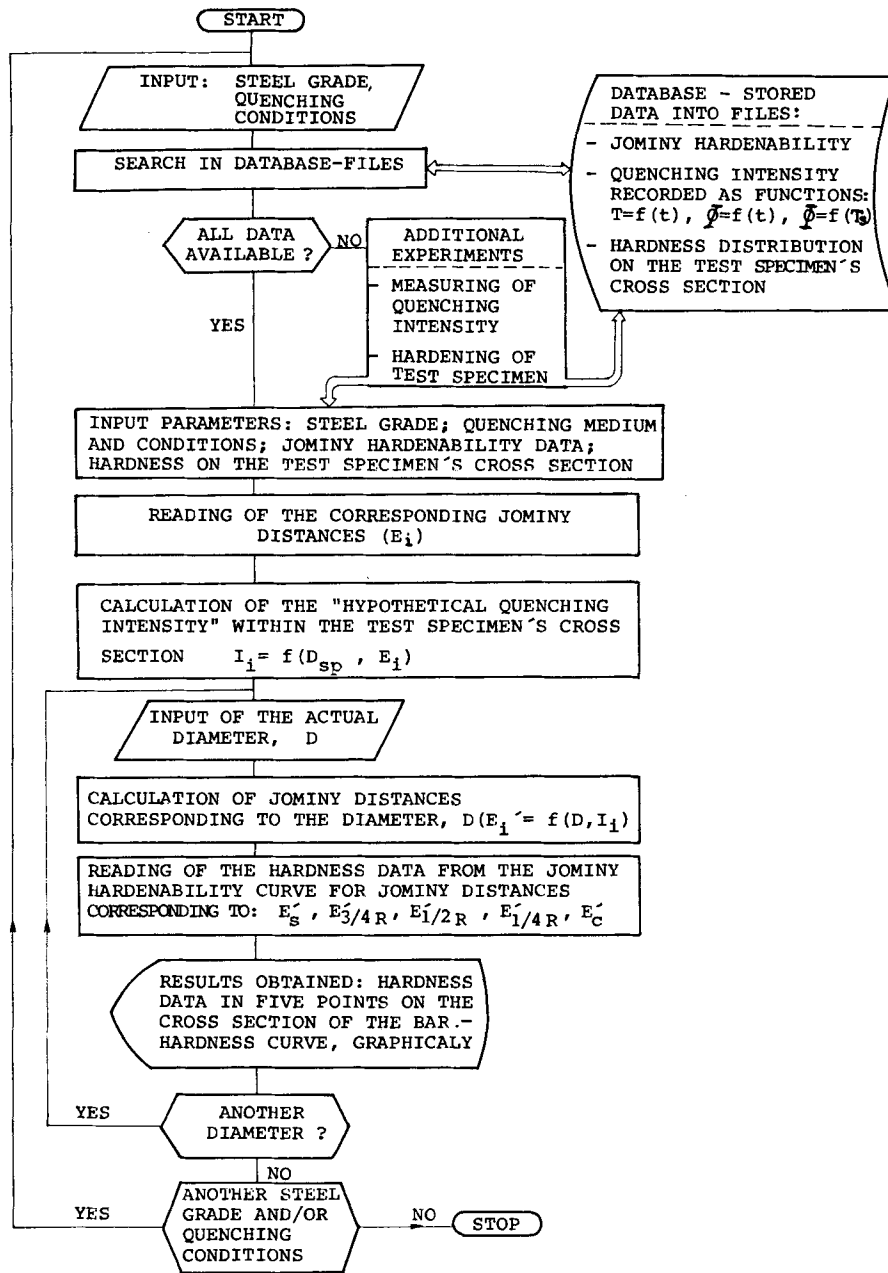 START
INPUT: STEEL GRADE,
QUENCHING
CONDITIONS
SEARCH IN DATABASE-FILES
DATABASE - STORED
DATA INTO FILES:
- JOMINY HARDENABILITY
- QUENCHING INTENSITY
RECORDED AS FUNCTIONS:
T=f(t), Φ=f(t), Φ=f(Ts)
- HARDNESS DISTRIBUTION
ON THE TEST SPECIMEN´S
CROSS SECTION
ALL DATA
AVAILABLE ?
NO
YES
ADDITIONAL
EXPERIMENTS
- MEASURING OF
QUENCHING
INTENSITY
- HARDENING OF
TEST SPECIMEN
INPUT PARAMETERS: STEEL GRADE; QUENCHING MEDIUM
AND CONDITIONS; JOMINY HARDENABILITY DATA;
HARDNESS ON THE TEST SPECIMEN´S CROSS SECTION
READING OF THE CORRESPONDING JOMINY
DISTANCES (Ei)
CALCULATION OF THE "HYPOTHETICAL QUENCHING
INTENSITY" WITHIN THE TEST SPECIMEN´S CROSS
SECTION Ii= f(Dsp , Ei)
INPUT OF THE ACTUAL
DIAMETER, D
CALCULATION OF JOMINY DISTANCES
CORRESPONDING TO THE DIAMETER, D(Ei´= f(D,Ii)
READING OF THE HARDNESS DATA FROM THE JOMINY
HARDENABILITY CURVE FOR JOMINY DISTANCES
CORRESPONDING TO: E´s , E´3/4R, E´1/2R , E´1/4R, E´c
RESULTS OBTAINED: HARDNESS
DATA IN FIVE POINTS ON THE
CROSS SECTION OF THE BAR.-
HARDNESS CURVE, GRAPHICALY
YES
ANOTHER
DIAMETER ?
NO
YES
ANOTHER STEEL
GRADE AND/OR
QUENCHING
CONDITIONS
NO
STOP